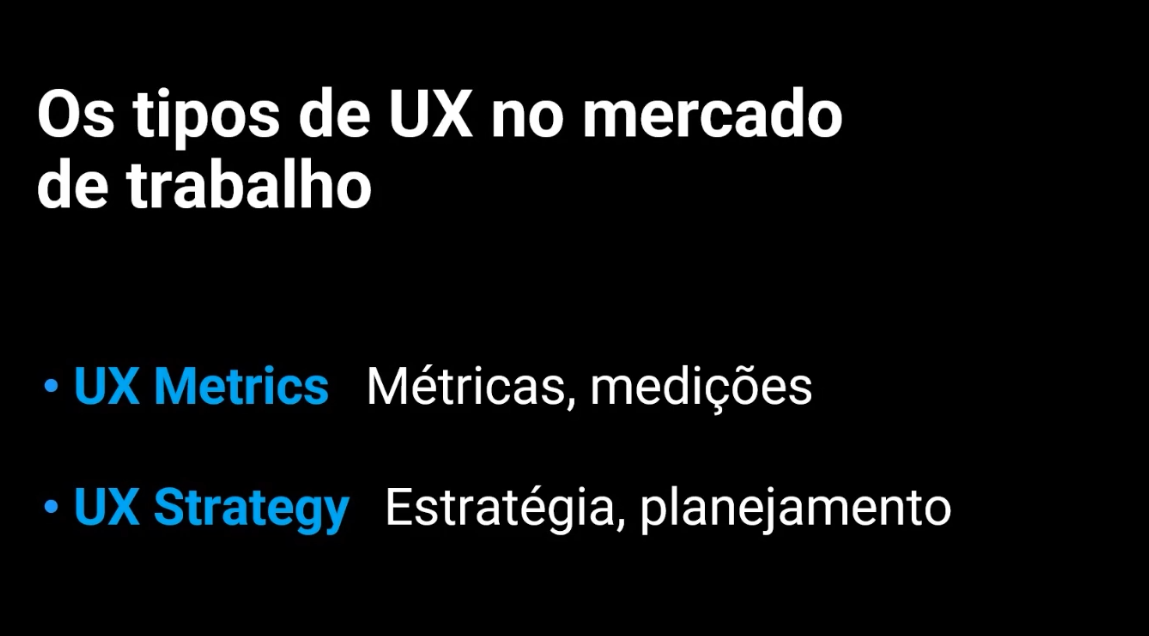 Os tipos de UX no mercado
de trabalho
• UX Metrics Métricas, medições
• UX Strategy Estratégia, planejamento